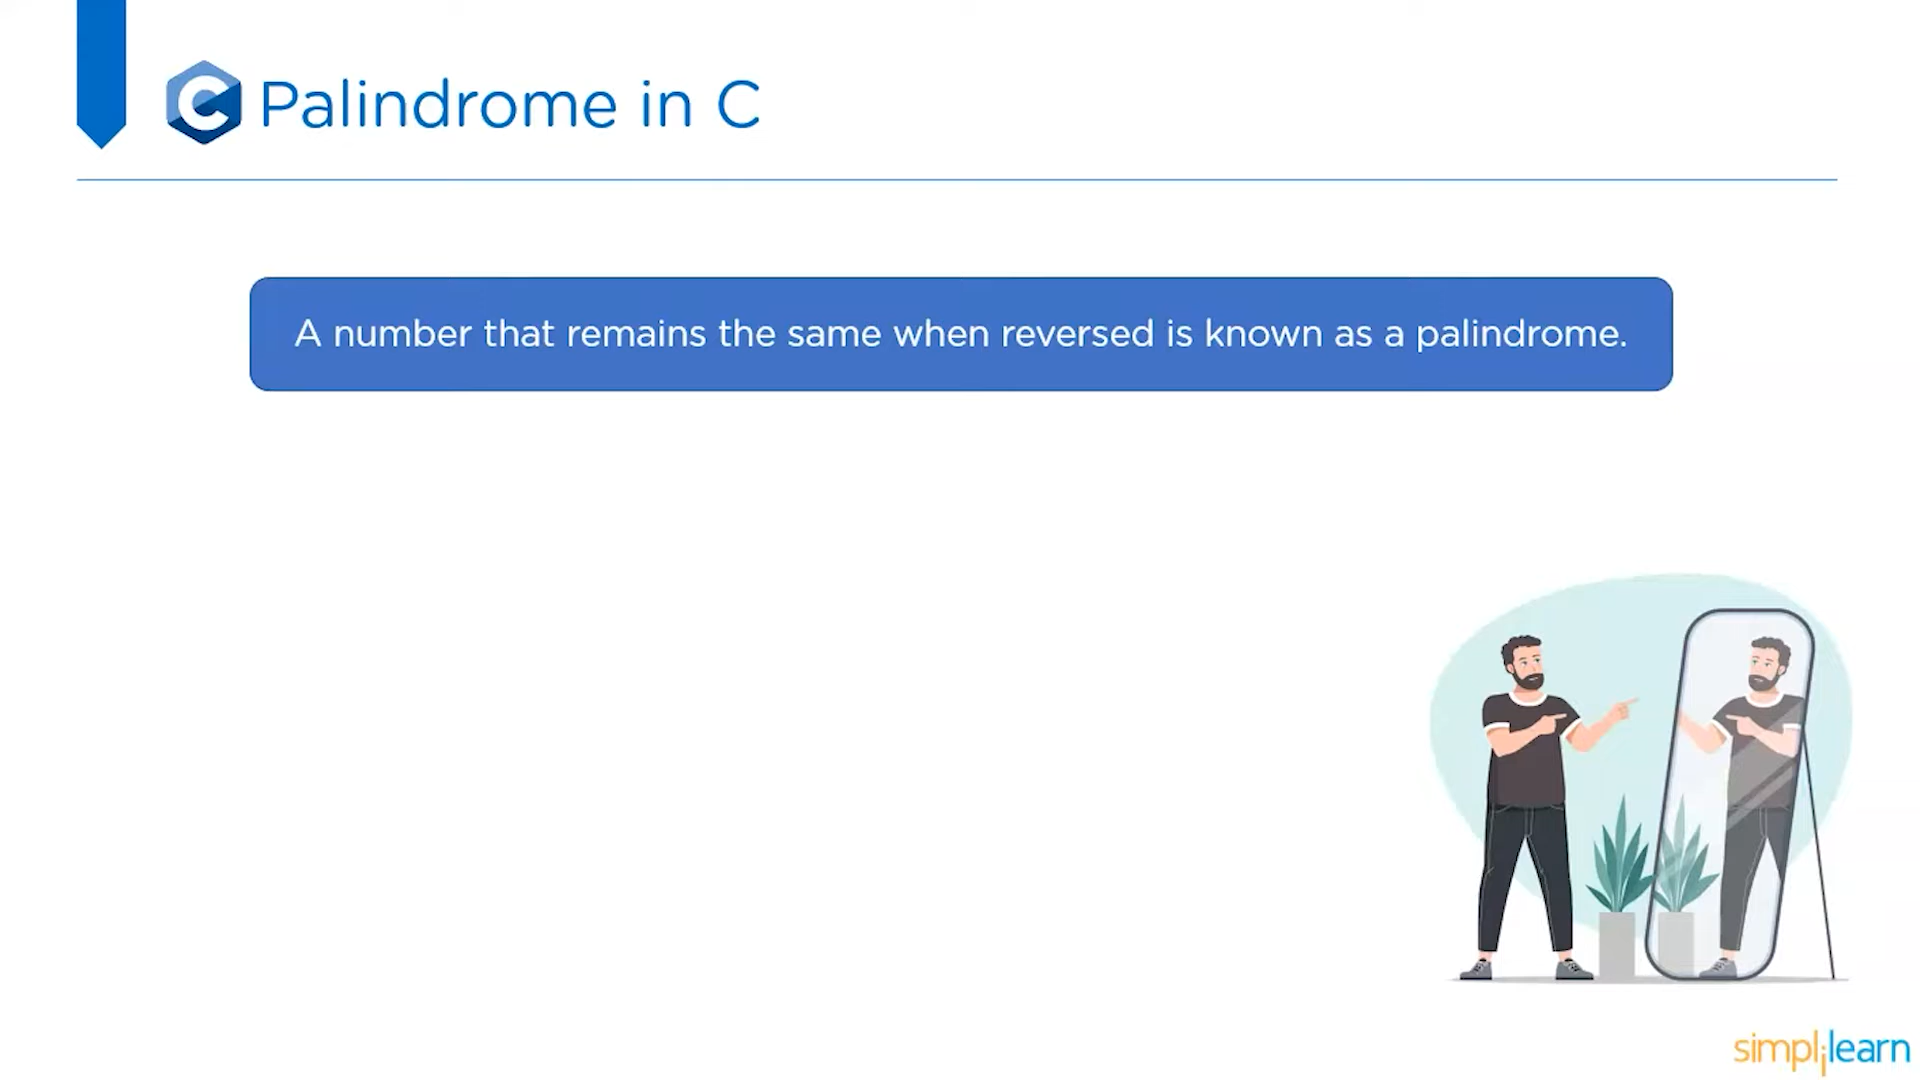 Palindrome in C
A number that remains the same when reversed is known as a palindrome.
simplilearn